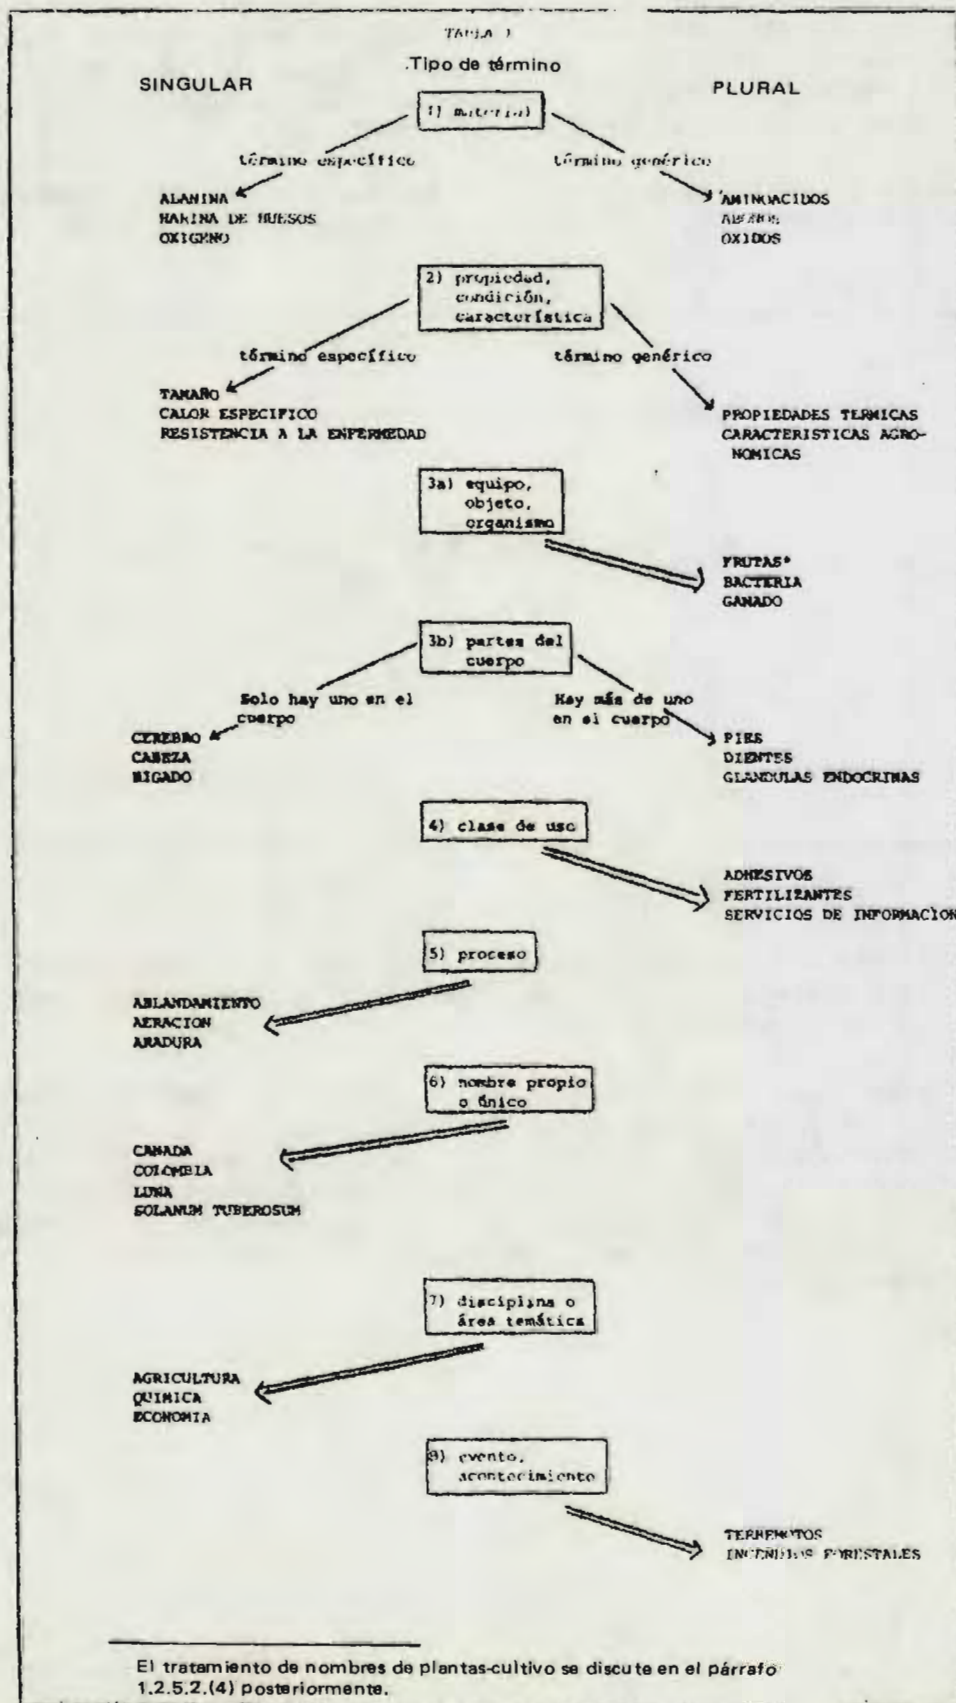 TABLA 1
Tipo de término
SINGULAR
PLURAL
1) material
término específico
término genérico
ALANINA
HARINA DE HUESOS
OXIGENO
AMINOACIDOS
ABONOS
OXIDOS
2) propiedad,
condición,
característica
término específico
término genérico
TAMAÑO
CALOR ESPECIFICO
RESISTENCIA A LA ENFERMEDAD
PROPIEDADES TERMICAS
CARACTERISTICAS AGRO-
NOMICAS
3a) equipo,
objeto,
organismo
FRUTAS*
BACTERIA
GANADO
3b) partes del
cuerpo
Solo hay uno en el
cuerpo
Hay más de uno
en el cuerpo
CEREBRO
CABEZA
HIGADO
PIES
DIENTES
GLANDULAS ENDOCRINAS
4) clase de uso
ADHESIVOS
FERTILIZANTES
SERVICIOS DE INFORMACION
5) proceso
ABLANDAMIENTO
AERACION
ARADURA
6) nombre propio
o único
CANADA
COLOMBIA
LUNA
SOLANUM TUBEROSUM
7) disciplina o
área temática
AGRICULTURA
QUIMICA
ECONOMIA
8) evento,
acontecimiento
TERREMOTOS
INCENDIOS FORESTALES
El tratamiento de nombres de plantas-cultivo se discute en el párrafo
1.2.5.2.(4) posteriormente.